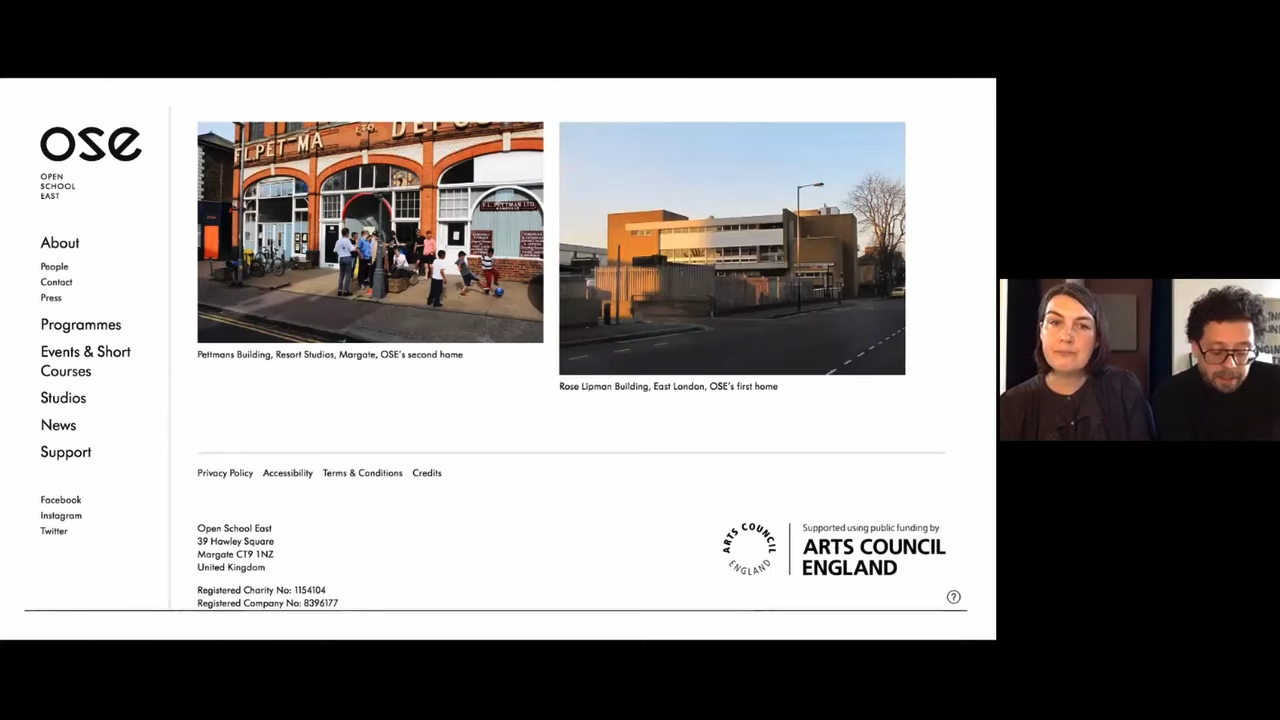 ose
OPEN
SCHOOL
EAST
About
People
Contact
Press
Programmes
Events & Short
Courses
Studios
News
Support
Facebook
Instagram
Twitter
F.L.PETMA
LTD.
F.L. PETTMAN LTD.
Pettmans Building, Resort Studios, Margate, OSE's second home
Rose Lipman Building, East London, OSE's first home
Privacy Policy Accessibility Terms & Conditions Credits
Open School East
39 Hawley Square
Margate CT9 1NZ
United Kingdom
Registered Charity No: 1154104
Registered Company No: 8396177
ARTS COUNCIL
ENGLAND
Supported using public funding by
ARTS COUNCIL
ENGLAND
?